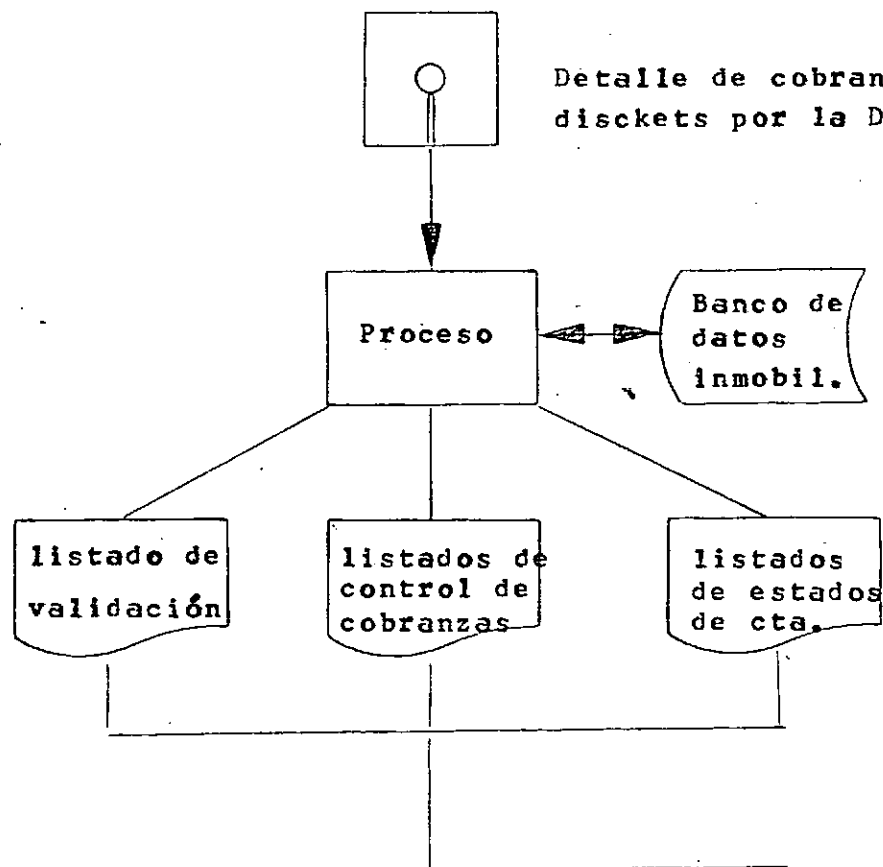 Detalle de cobran
disckets por la D
Proceso
Banco de
datos
inmobil.
listado de
validación
listados de
control de
cobranzas
listados
de estados
de cta.